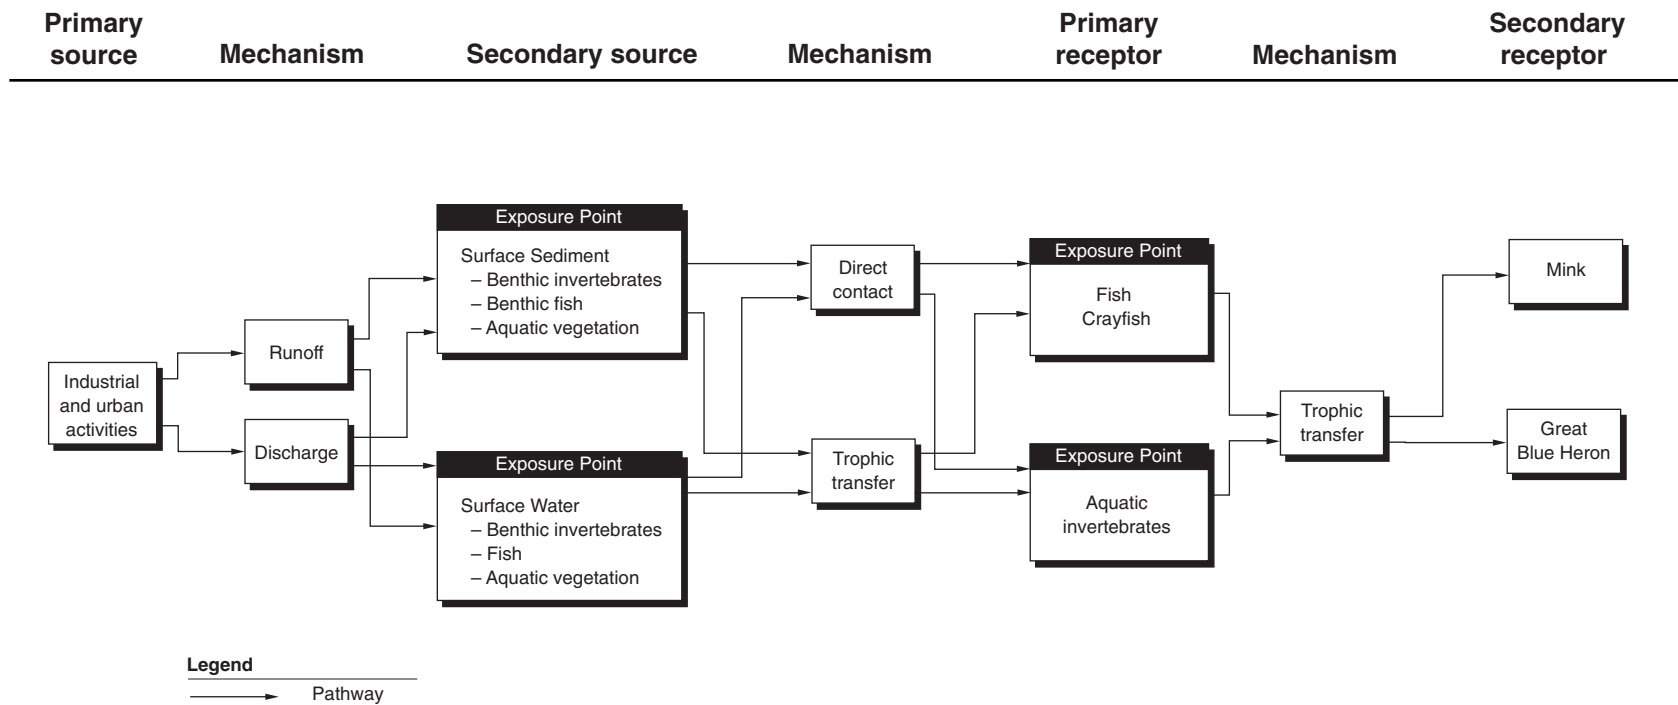 Primary
source
Mechanism
Secondary source
Mechanism
Primary
receptor
Mechanism
Secondary
receptor
Industrial
and urban
activities
Runoff
Discharge
Exposure Point
Surface Sediment
– Benthic invertebrates
– Benthic fish
– Aquatic vegetation
Exposure Point
Surface Water
– Benthic invertebrates
– Fish
– Aquatic vegetation
Direct
contact
Trophic
transfer
Exposure Point
Fish
Crayfish
Exposure Point
Aquatic
invertebrates
Trophic
transfer
Mink
Great
Blue Heron
Legend
Pathway